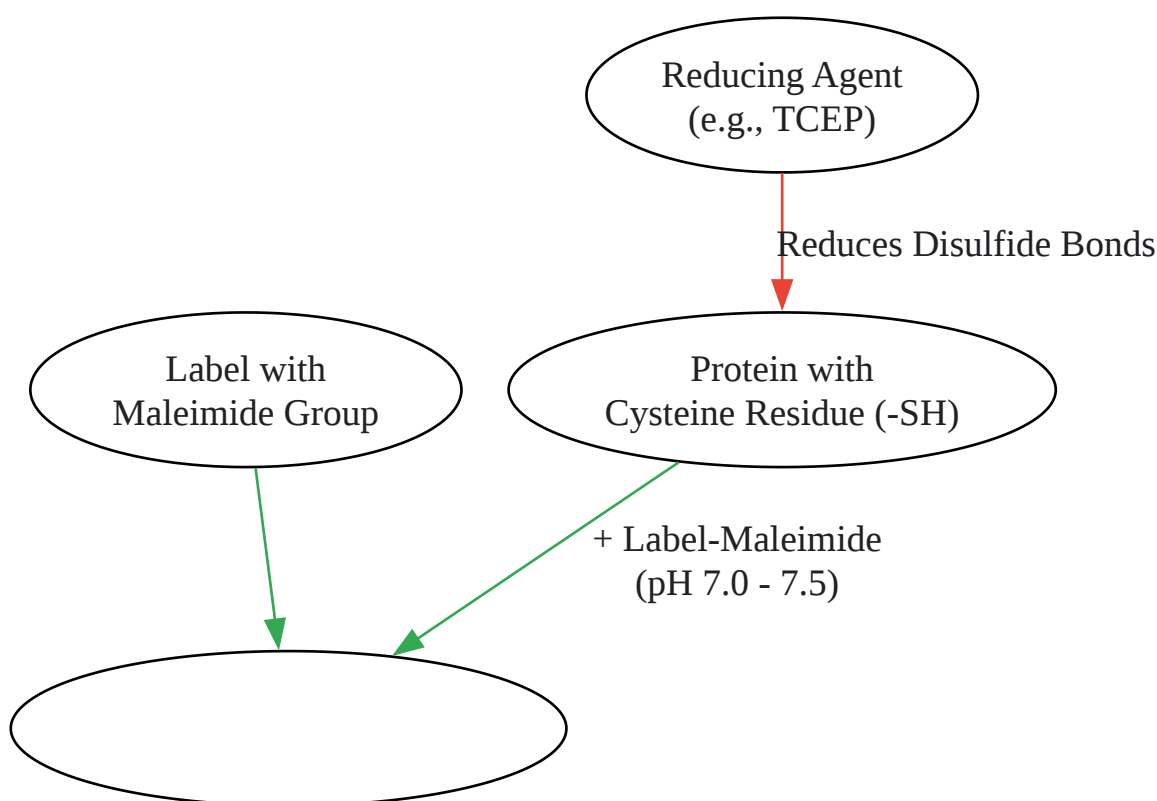 Reducing Agent
(e.g., TCEP)
Reduces Disulfide Bonds
Label with
Maleimide Group
Protein with
Cysteine Residue (-SH)
+ Label-Maleimide
(pH 7.0 - 7.5)